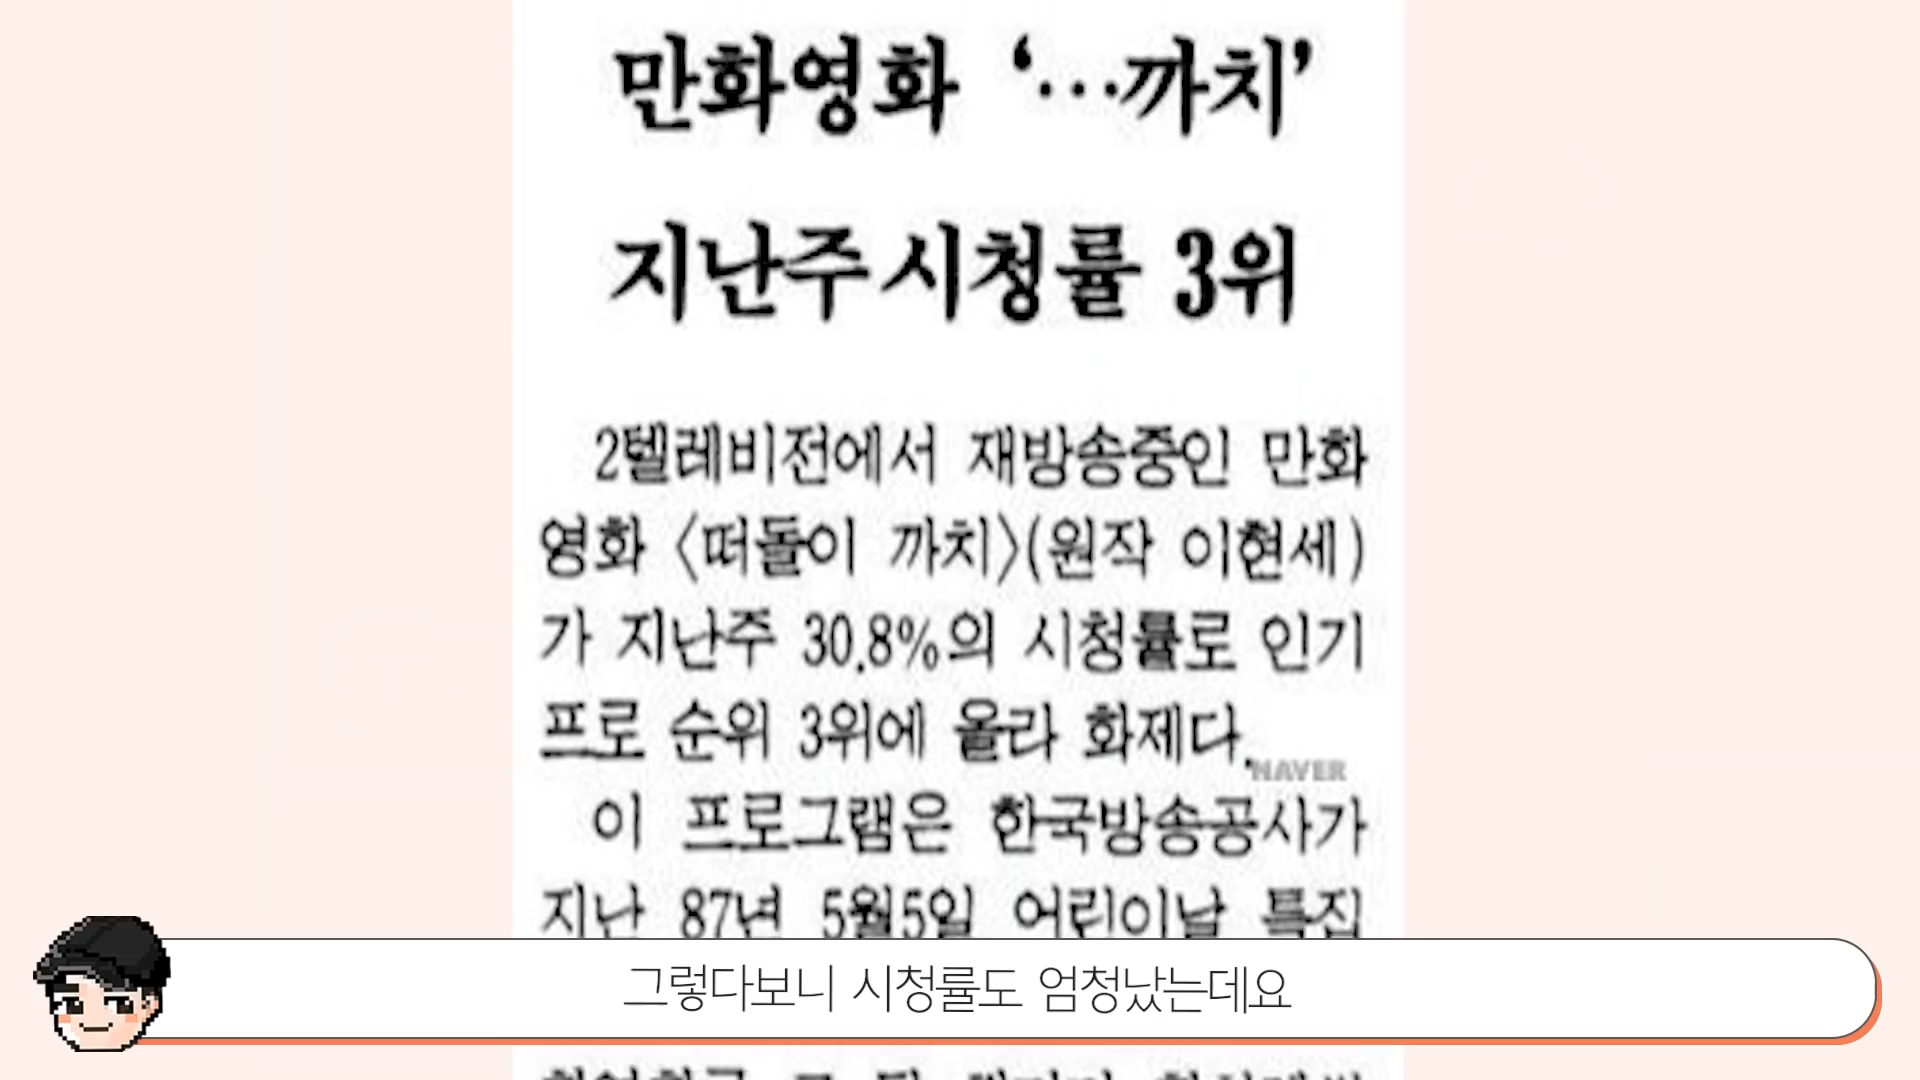 만화영화 ‘…까치’
지난주 시청률 3위
2텔레비전에서 재방송중인 만화
영화 〈떠돌이 까치〉(원작 이현세)
가 지난주 30.8%의 시청률로 인기
프로 순위 3위에 올라 화제다.
NAVER
이 프로그램은 한국방송공사가
지난 87년 5월5일 어린이날 특집
그렇다보니 시청률도 엄청났는데요